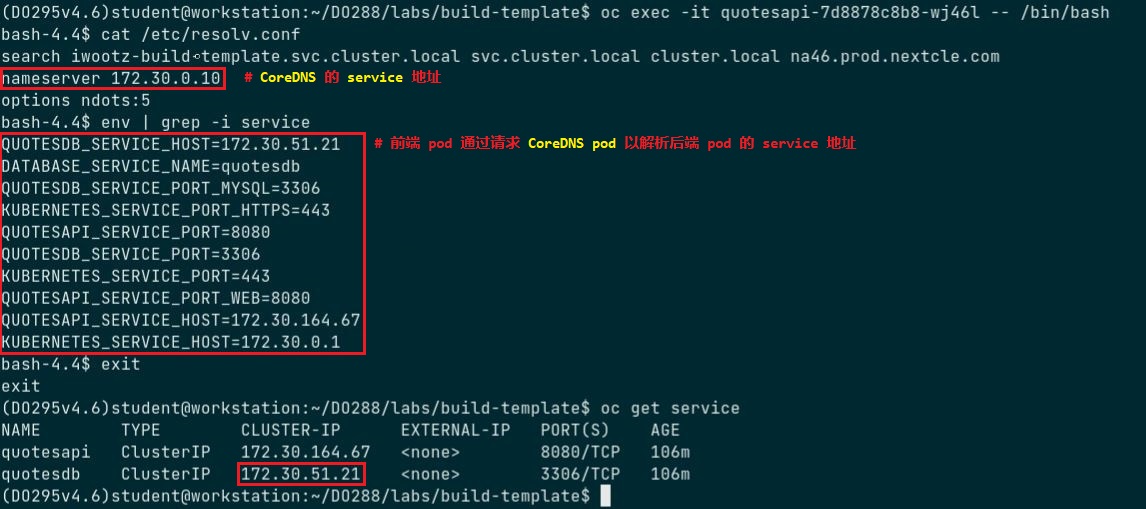 (DO295v4.6)student@workstation:~/DO288/labs/build-template$ oc exec -it quotesapi-7d8878c8b8-wj46l -- /bin/bash
bash-4.4$ cat /etc/resolv.conf
search iwootz-build-template.svc.cluster.local svc.cluster.local cluster.local na46.prod.nextcle.com
nameserver 172.30.0.10 # CoreDNS 的 service 地址
options ndots:5
bash-4.4$ env | grep -i service
QUOTESDB_SERVICE_HOST=172.30.51.21 # 前端 pod 通过请求 CoreDNS pod 以解析后端 pod 的 service 地址
DATABASE_SERVICE_NAME=quotesdb
QUOTESDB_SERVICE_PORT_MYSQL=3306
KUBERNETES_SERVICE_PORT_HTTPS=443
QUOTESAPI_SERVICE_PORT=8080
QUOTESDB_SERVICE_PORT=3306
KUBERNETES_SERVICE_PORT=443
QUOTESAPI_SERVICE_PORT_WEB=8080
QUOTESAPI_SERVICE_HOST=172.30.164.67
KUBERNETES_SERVICE_HOST=172.30.0.1
bash-4.4$ exit
exit
(DO295v4.6)student@workstation:~/DO288/labs/build-template$ oc get service
NAME TYPE CLUSTER-IP EXTERNAL-IP PORT(S) AGE
quotesapi ClusterIP 172.30.164.67 <none> 8080/TCP 106m
quotesdb ClusterIP 172.30.51.21 <none> 3306/TCP 106m
(DO295v4.6)student@workstation:~/DO288/labs/build-template$